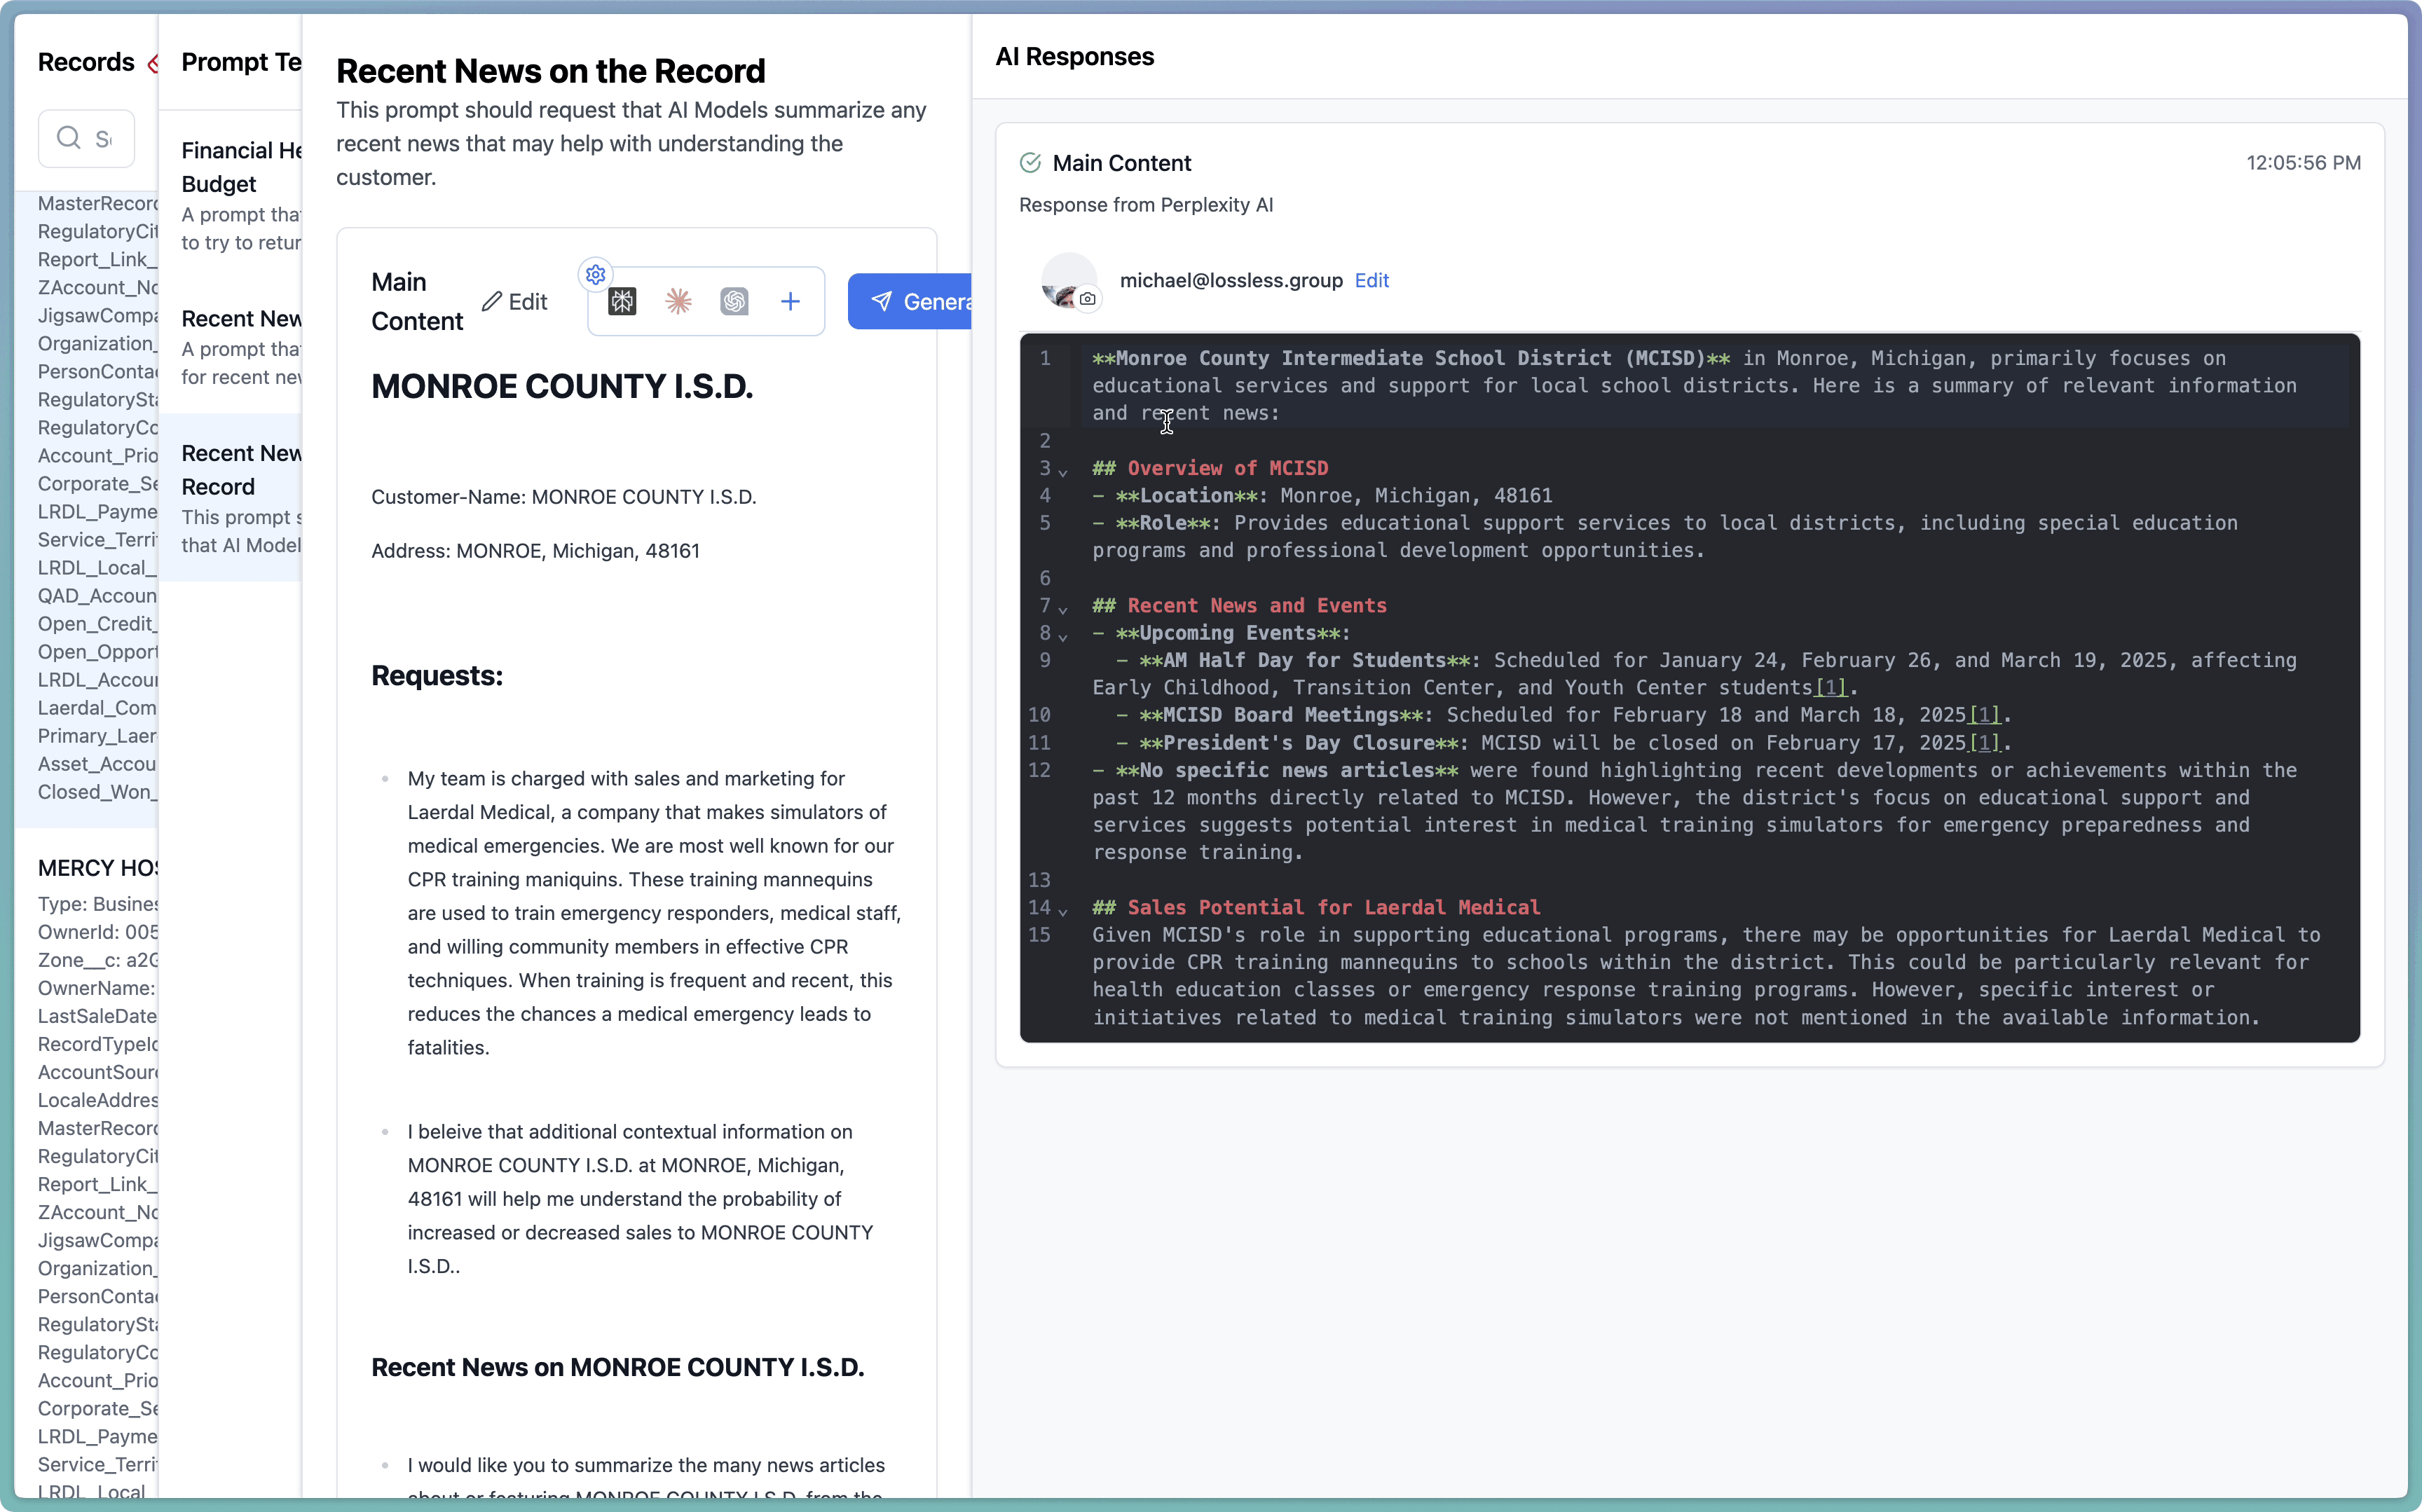 Records
S
MasterRecord
RegulatoryCit
Report_Link_
ZAccount_No
JigsawCompa
Organization_
PersonConta
RegulatorySta
RegulatoryCo
Account_Prio
Corporate_Se
LRDL_Payme
Service_Territ
LRDL_Local_
QAD_Accoun
Open_Credit_
Open_Opport
LRDL_Accou
Laerdal_Com
Primary_Laer
Asset_Accou
Closed_Won_
MERCY HOS
Type: Busines
OwnerId: 005
Zone__c: a2G
OwnerName:
LastSaleDate
RecordTypeId
AccountSour
LocaleAddres
MasterRecord
RegulatoryCit
Report_Link_
ZAccount_No
JigsawCompa
Organization_
PersonConta
RegulatorySta
RegulatoryCo
Account_Prio
Corporate_Se
LRDL_Payme
Service_Territ
LRDL_Local
Prompt Te
Financial He
Budget
A prompt tha
to try to retur
Recent New
A prompt tha
for recent nev
Recent New
Record
This prompt s
that AI Model
Recent News on the Record
This prompt should request that AI Models summarize any
recent news that may help with understanding the
customer.
Main
Content
Edit
Genera
MONROE COUNTY I.S.D.
Customer-Name: MONROE COUNTY I.S.D.
Address: MONROE, Michigan, 48161
Requests:
My team is charged with sales and marketing for
Laerdal Medical, a company that makes simulators of
medical emergencies. We are most well known for our
CPR training maniquins. These training mannequins
are used to train emergency responders, medical staff,
and willing community members in effective CPR
techniques. When training is frequent and recent, this
reduces the chances a medical emergency leads to
fatalities.
I beleive that additional contextual information on
MONROE COUNTY I.S.D. at MONROE, Michigan,
48161 will help me understand the probability of
increased or decreased sales to MONROE COUNTY
I.S.D..
Recent News on MONROE COUNTY I.S.D.
I would like you to summarize the many news articles
about or featuring MONROE COUNTY I.S.D. from the
AI Responses
Main Content
12:05:56 PM
Response from Perplexity AI
michael@lossless.group Edit
1 **Monroe County Intermediate School District (MCISD)** in Monroe, Michigan, primarily focuses on
educational services and support for local school districts. Here is a summary of relevant information
and recent news:
2
3 ## Overview of MCISD
4 - **Location**: Monroe, Michigan, 48161
5 - **Role**: Provides educational support services to local districts, including special education
programs and professional development opportunities.
6
7 ## Recent News and Events
8 - **Upcoming Events**:
9 - **AM Half Day for Students**: Scheduled for January 24, February 26, and March 19, 2025, affecting
Early Childhood, Transition Center, and Youth Center students[1].
10 - **MCISD Board Meetings**: Scheduled for February 18 and March 18, 2025[1].
11 - **President's Day Closure**: MCISD will be closed on February 17, 2025[1].
12 - **No specific news articles** were found highlighting recent developments or achievements within the
past 12 months directly related to MCISD. However, the district's focus on educational support and
services suggests potential interest in medical training simulators for emergency preparedness and
response training.
13
14 ## Sales Potential for Laerdal Medical
15 Given MCISD's role in supporting educational programs, there may be opportunities for Laerdal Medical to
provide CPR training mannequins to schools within the district. This could be particularly relevant for
health education classes or emergency response training programs. However, specific interest or
initiatives related to medical training simulators were not mentioned in the available information.